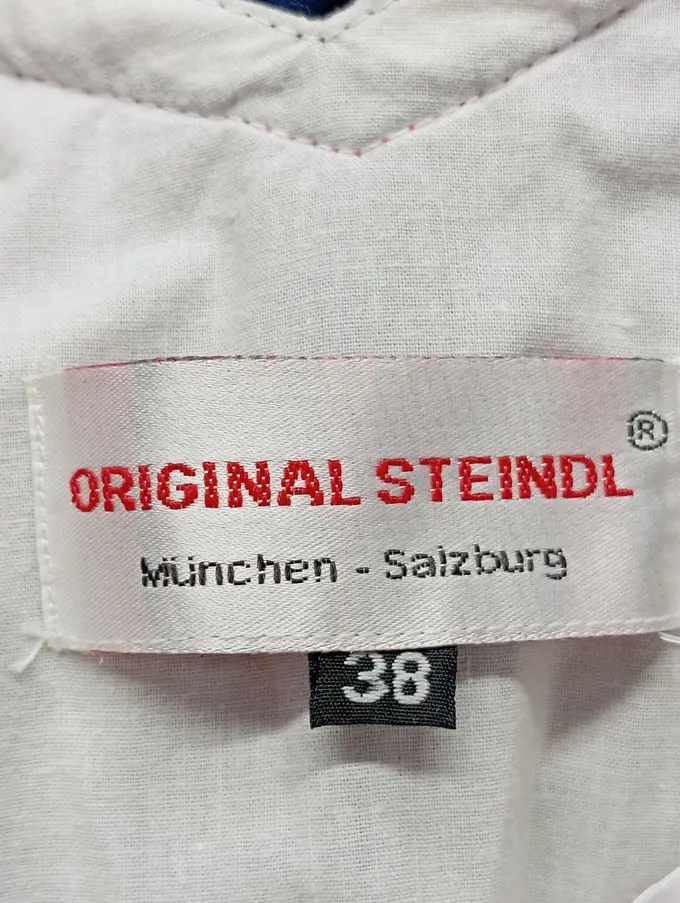 ORIGINAL STEINDL ®
München - Salzburg
38